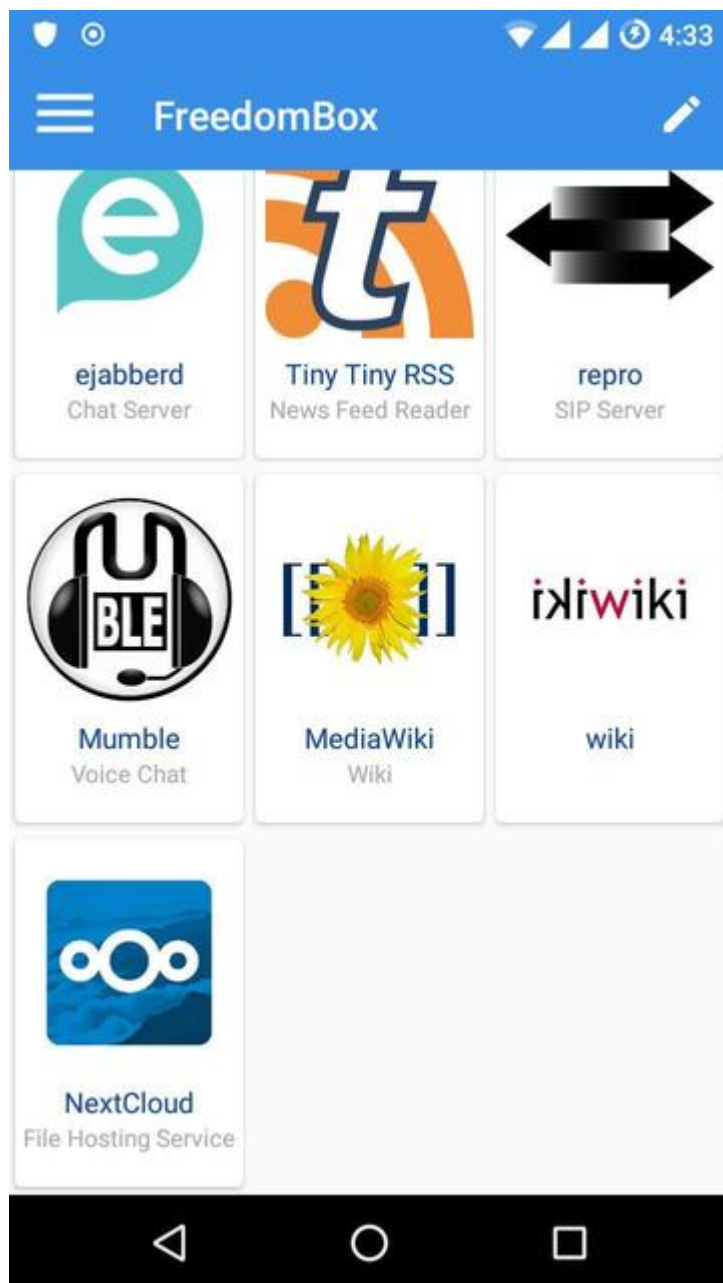 4:33
FreedomBox
e
t
ejabberd
Tiny Tiny RSS
repro
Chat Server
News Feed Reader
SIP Server
BLE
[[ ]]
ikiwiki
Mumble
MediaWiki
wiki
Voice Chat
Wiki
NextCloud
File Hosting Service